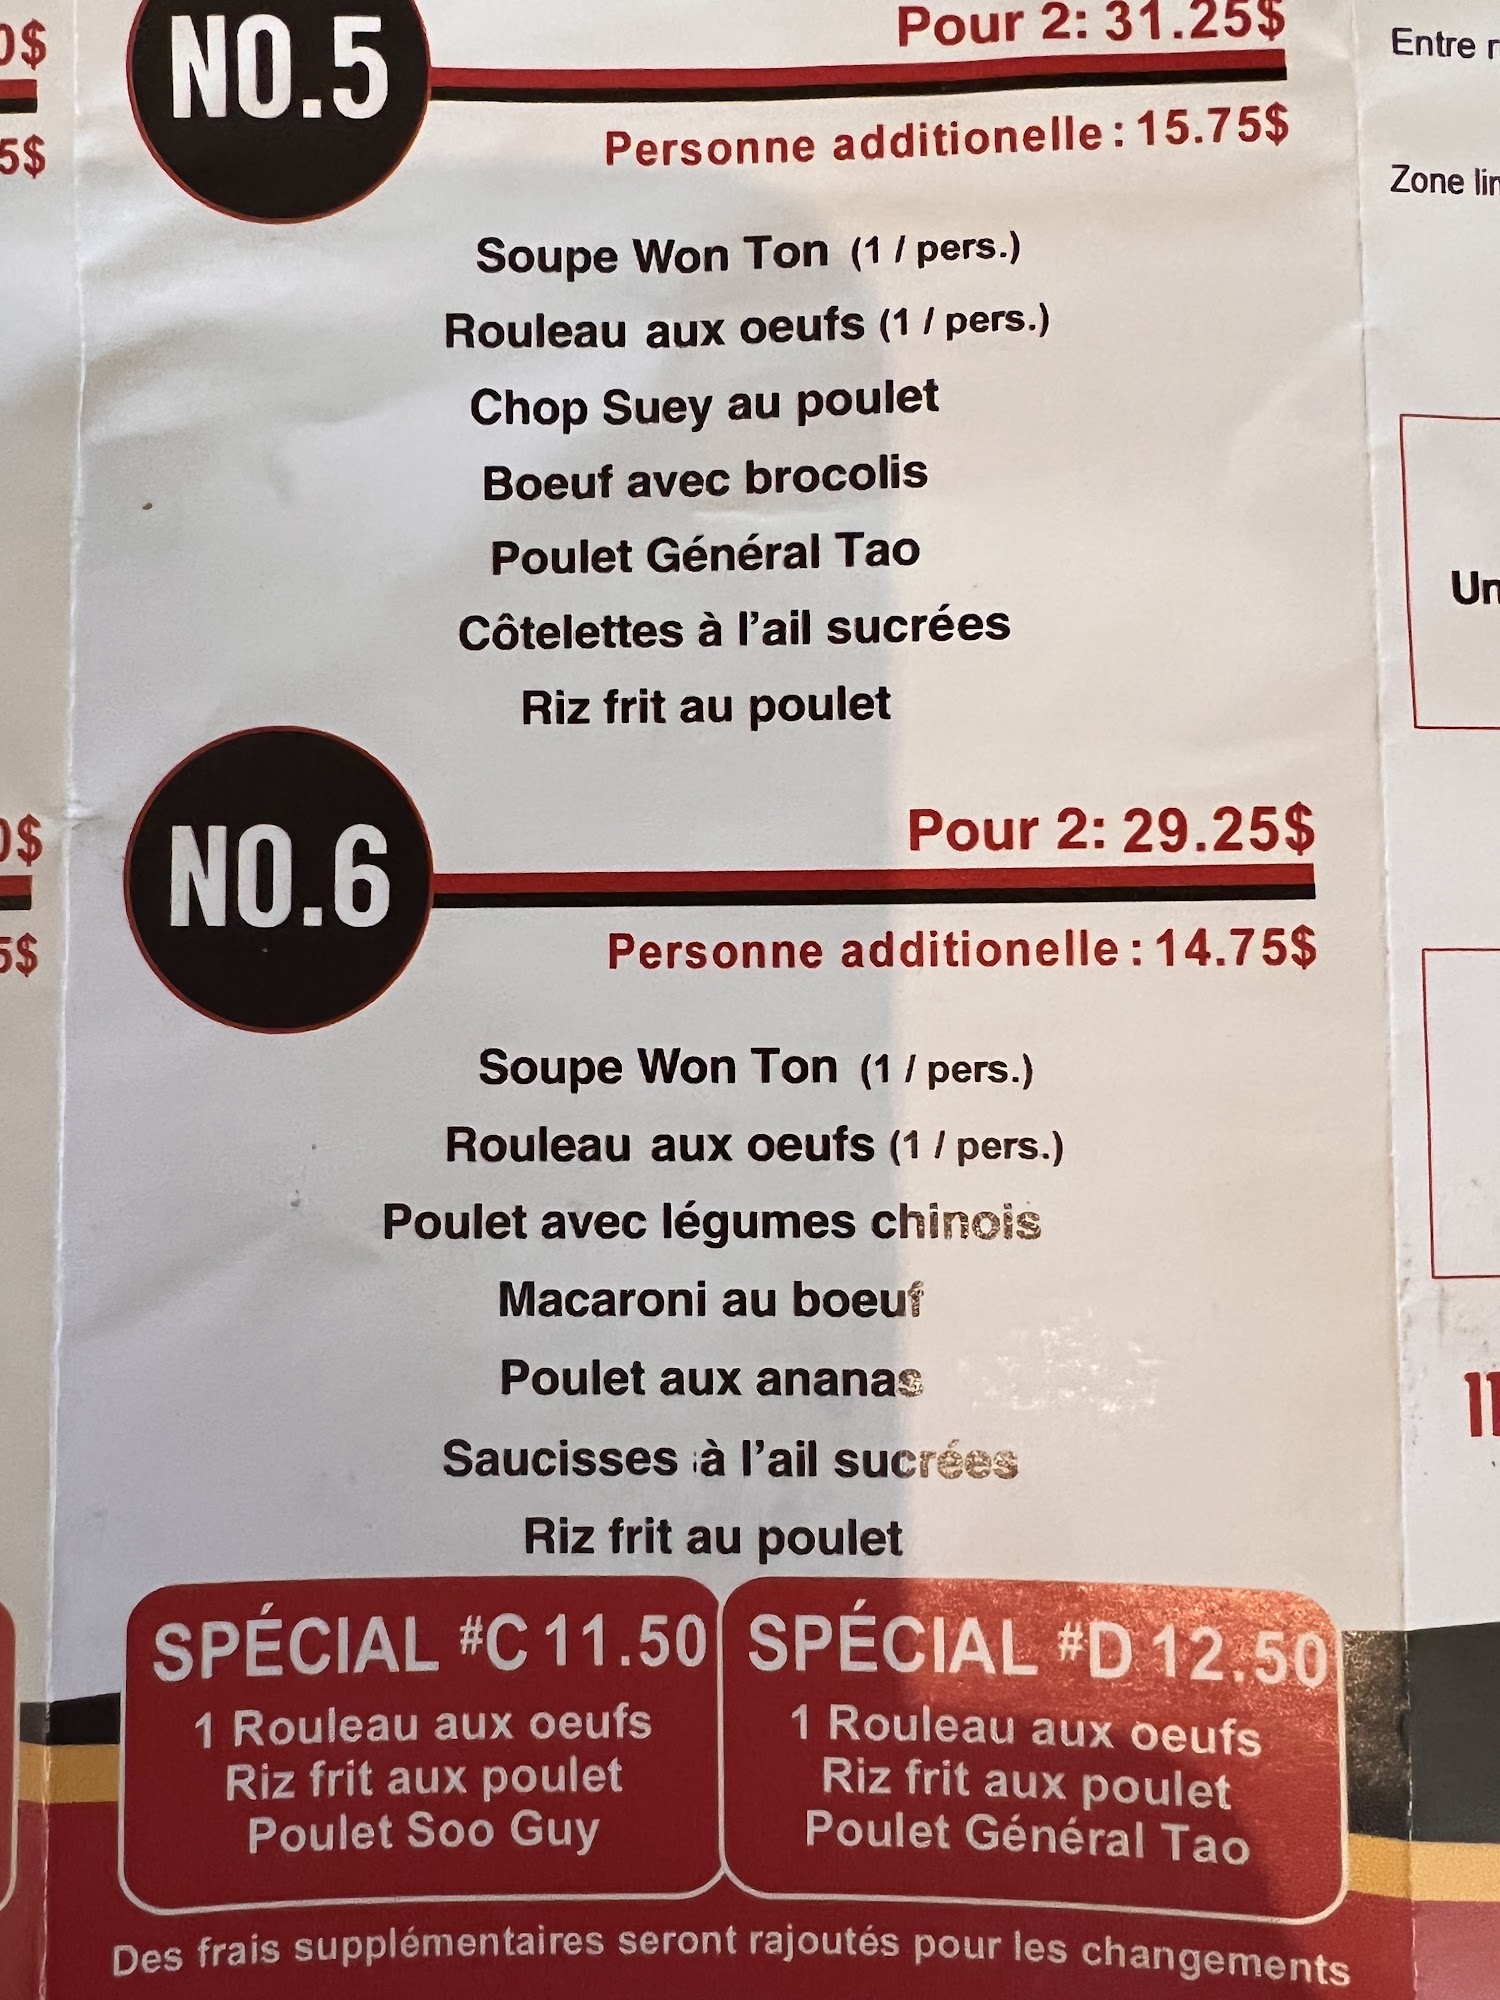 0$
5$
NO.5
Pour 2: 31.25$
Personne additionelle : 15.75$
Soupe Won Ton (1 / pers.)
Rouleau aux oeufs (1 / pers.)
Chop Suey au poulet
Boeuf avec brocolis
Poulet Général Tao
Côtelettes à l'ail sucrées
Riz frit au poulet
0$
5$
NO.6
Pour 2: 29.25$
Personne additionelle : 14.75$
Soupe Won Ton (1 / pers.)
Rouleau aux oeufs (1 / pers.)
Poulet avec légumes chinois
Macaroni au boeuf
Poulet aux ananas
Saucisses à l'ail sucrées
Riz frit au poulet
SPÉCIAL #C 11.50
1 Rouleau aux oeufs
Riz frit aux poulet
Poulet Soo Guy
SPÉCIAL #D 12.50
1 Rouleau aux oeufs
Riz frit aux poulet
Poulet Général Tao
Des frais supplémentaires seront rajoutés pour les changements
Entre
Zone
Un